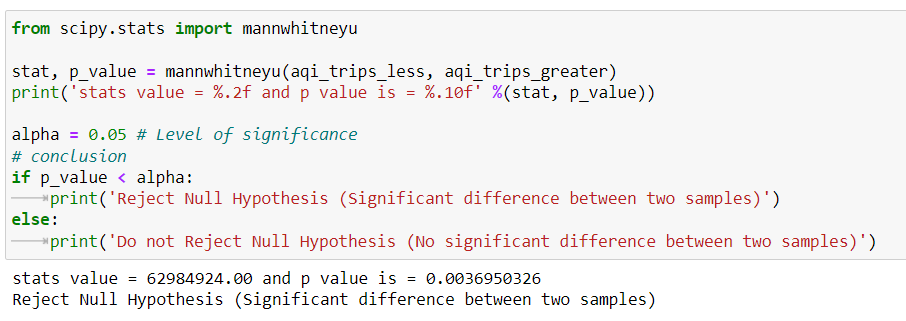 from scipy.stats import mannwhitneyu
stat, p_value = mannwhitneyu(aqi_trips_less, aqi_trips_greater)
print('stats value = %.2f and p value is = %.10f' %(stat, p_value))
alpha = 0.05 # Level of significance
# conclusion
if p_value < alpha:
print('Reject Null Hypothesis (Significant difference between two samples)')
else:
print('Do not Reject Null Hypothesis (No significant difference between two samples)')
stats value = 62984924.00 and p value is = 0.0036950326
Reject Null Hypothesis (Significant difference between two samples)